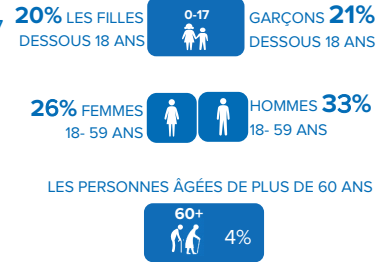 20% LES FILLES
DESSOUS 18 ANS
0-17
GARÇONS 21%
DESSOUS 18 ANS
26% FEMMES
18- 59 ANS
HOMMES 33%
18- 59 ANS
LES PERSONNES ÂGÉES DE PLUS DE 60 ANS
60+
4%